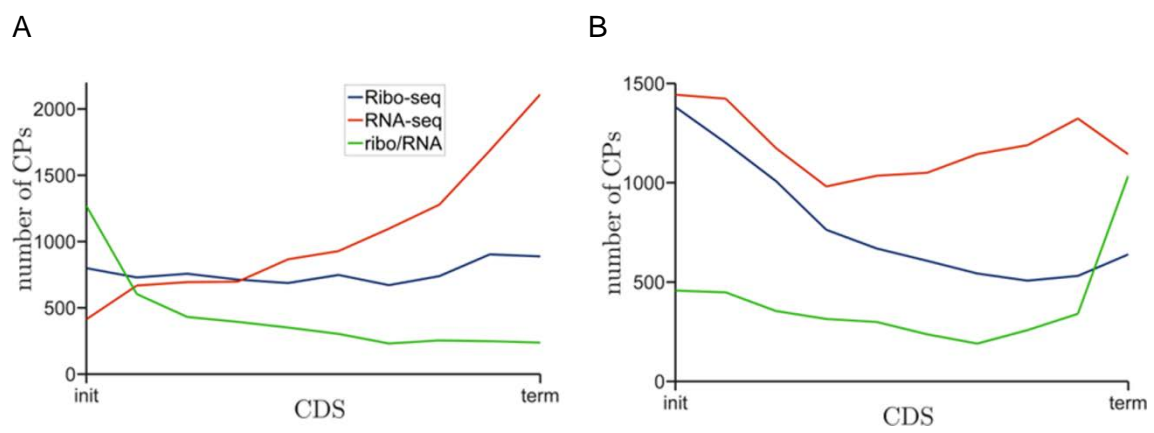 A
B
number of CPs
2000
1500
1000
500
0
Ribo-seq
RNA-seq
ribo/RNA
init
term
CDS
number of CPs
1500
1000
500
0
init
term
CDS